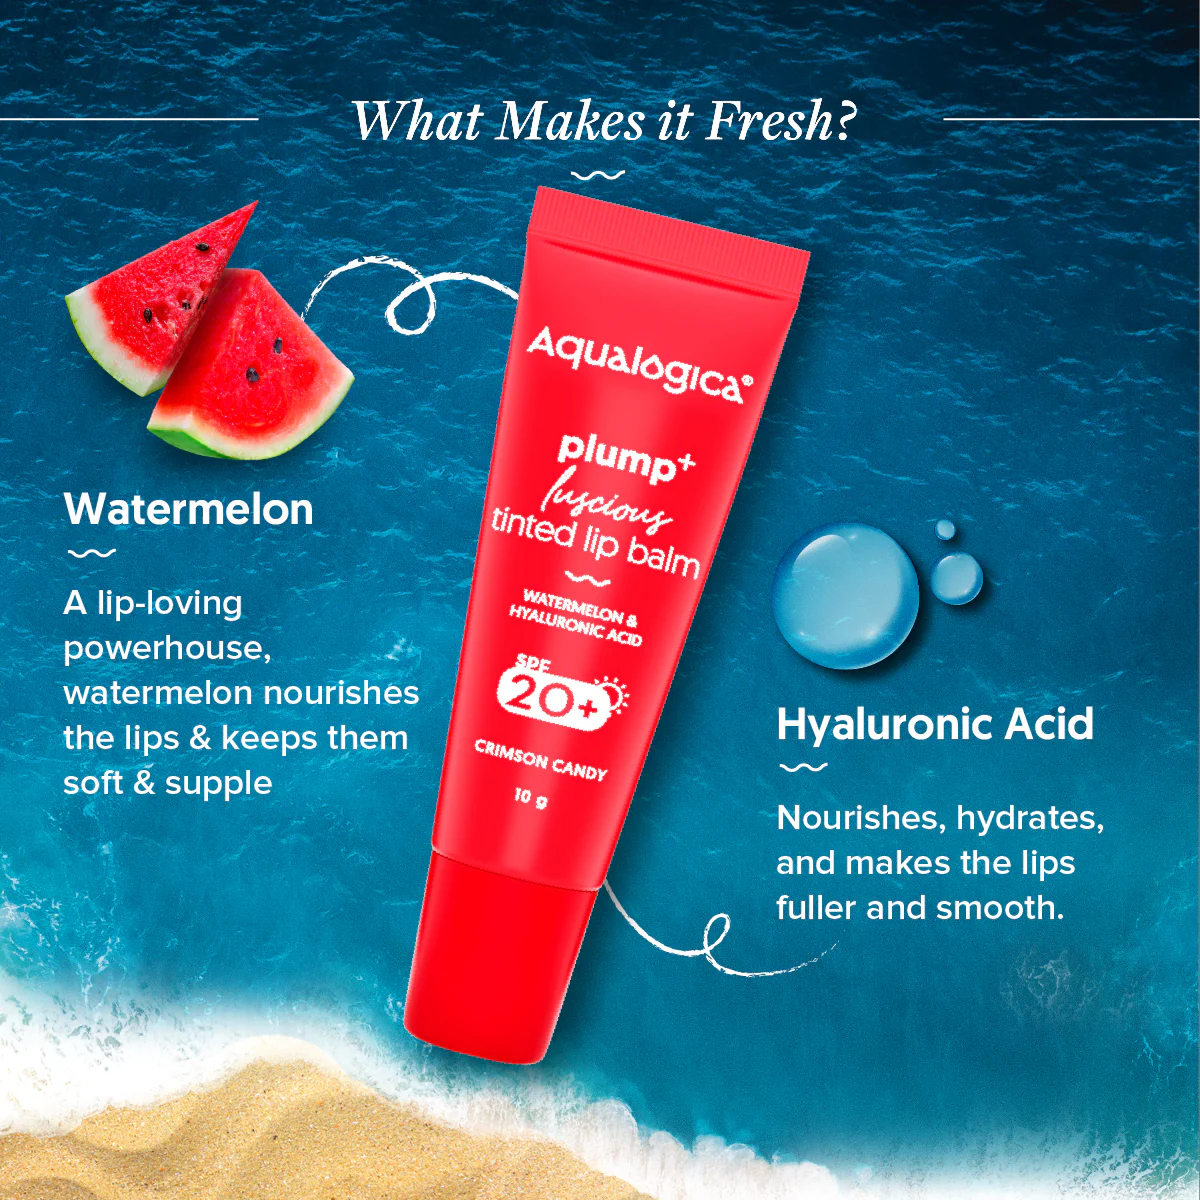 What Makes it Fresh?
Aqualogica®
plump+
luscious
tinted lip balm
WATERMELON &
HYALURONIC ACID
SPF
20+
CRIMSON CANDY
10 g
Watermelon
A lip-loving
powerhouse,
watermelon nourishes
the lips & keeps them
soft & supple
Hyaluronic Acid
Nourishes, hydrates,
and makes the lips
fuller and smooth.